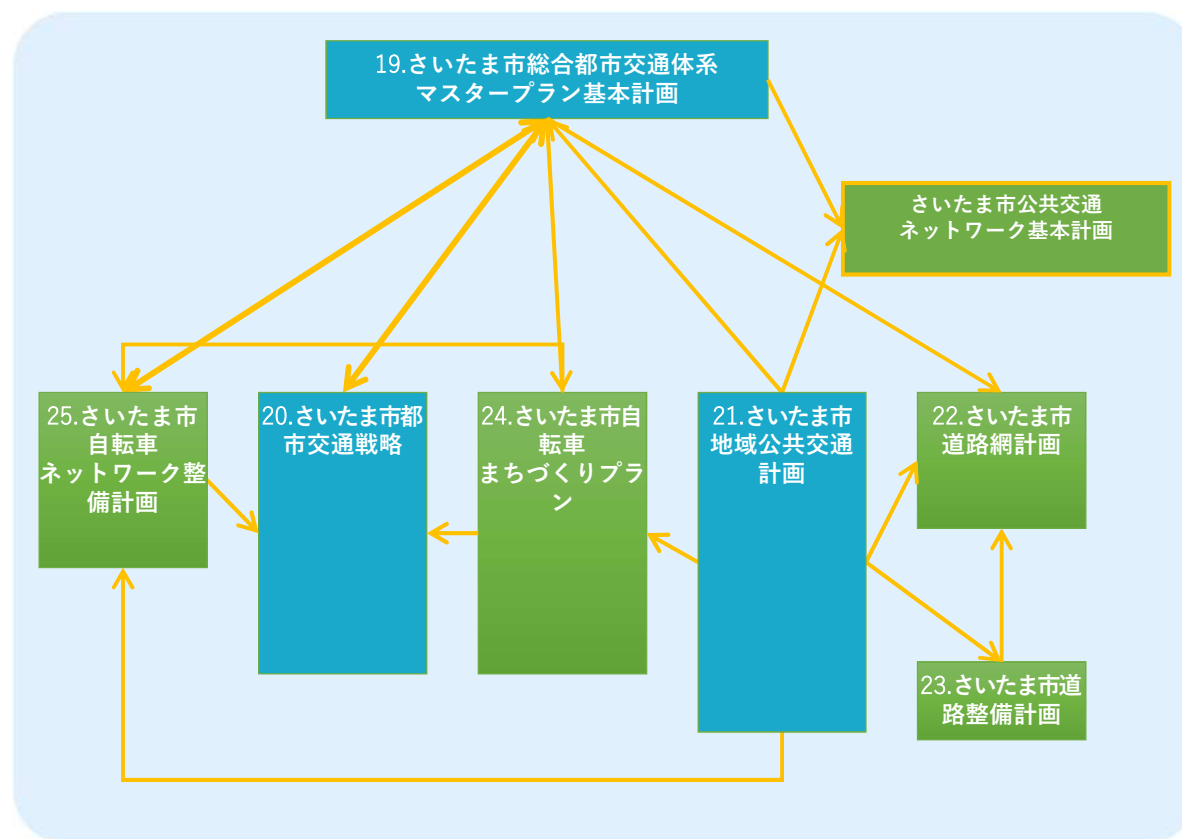 19.さいたま市総合都市交通体系
マスタープラン基本計画
さいたま市公共交通
ネットワーク基本計画
25.さいたま市
自転車
ネットワーク整
備計画
20.さいたま市都
市交通戦略
24.さいたま市自
転車
まちづくりプラ
ン
21.さいたま市
地域公共交通
計画
22.さいたま市
道路網計画
23.さいたま市道
路整備計画